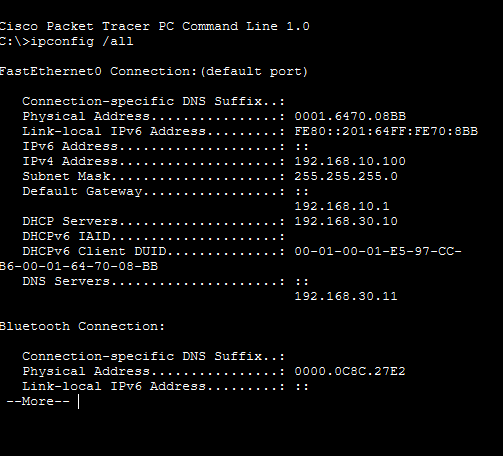 Cisco Packet Tracer PC Command Line 1.0
C:\>ipconfig /all
FastEthernet0 Connection:(default port)
Connection-specific DNS Suffix..:
Physical Address................: 0001.6470.08BB
Link-local IPv6 Address.........: FE80::201:64FF:FE70:8BB
IPv6 Address....................: ::
IPv4 Address....................: 192.168.10.100
Subnet Mask.....................: 255.255.255.0
Default Gateway.................: ::
192.168.10.1
DHCP Servers....................: 192.168.30.10
DHCPv6 IAID.....................:
DHCPv6 Client DUID..............: 00-01-00-01-E5-97-CC-
B6-00-01-64-70-08-BB
DNS Servers.....................: ::
192.168.30.11
Bluetooth Connection:
Connection-specific DNS Suffix..:
Physical Address................: 0000.0C8C.27E2
Link-local IPv6 Address.........: ::
--More--